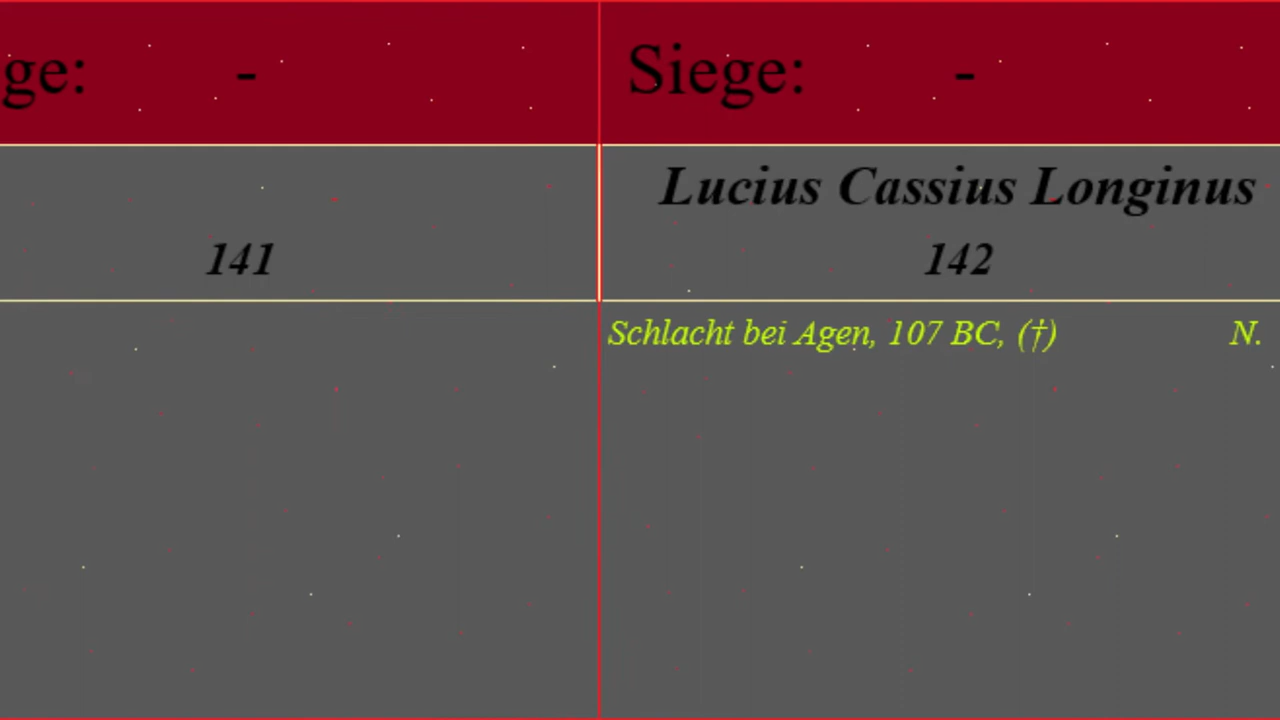 ge: -
Siege: -
141
Lucius Cassius Longinus
142
Schlacht bei Agen, 107 BC, (†) N.